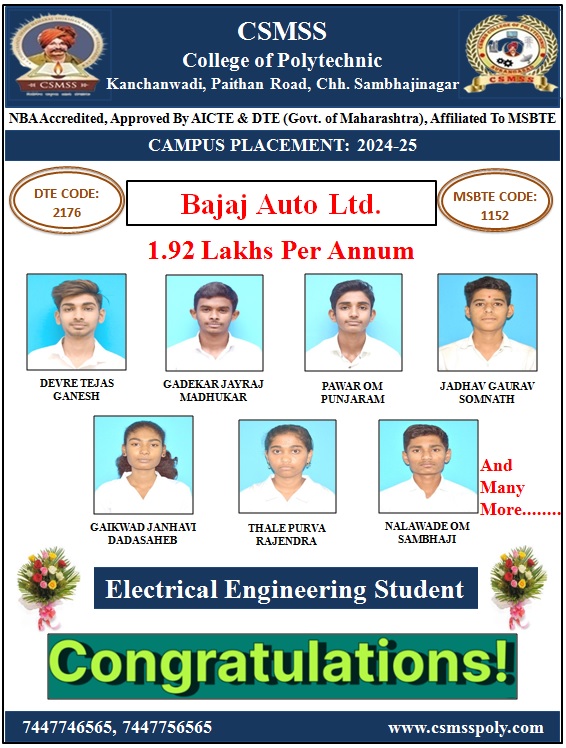 CSMSS
College of Polytechnic
Kanchanwadi, Paithan Road, Chh. Sambhajinagar
CSMSS
CSMSS
NBA Accredited, Approved By AICTE & DTE (Govt. of Maharashtra), Affiliated To MSBTE
CAMPUS PLACEMENT: 2024-25
DTE CODE:
2176
Bajaj Auto Ltd.
MSBTE CODE:
1152
1.92 Lakhs Per Annum
DEVRE TEJAS
GANESH
GADEKAR JAYRAJ
MADHUKAR
PAWAR OM
PUNJARAM
JADHAV GAURAV
SOMNATH
GAIKWAD JANHAVI
DADASAHEB
THALE PURVA
RAJENDRA
NALAWADE OM
SAMBHAJI
And
Many
More........
Electrical Engineering Student
Congratulations!
7447746565, 7447756565
www.csmsspoly.com